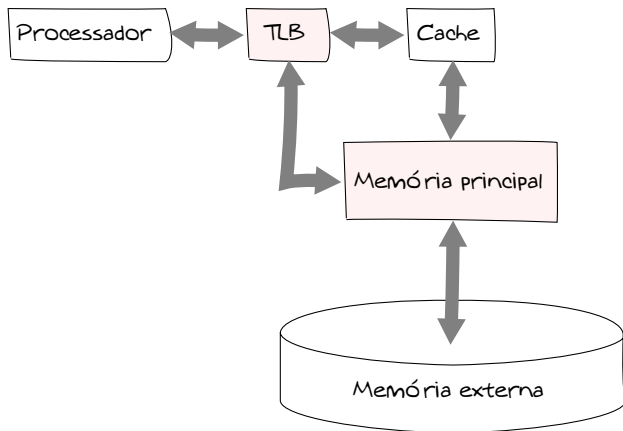 Processador
TLB
Cache
Memória principal
Memória externa